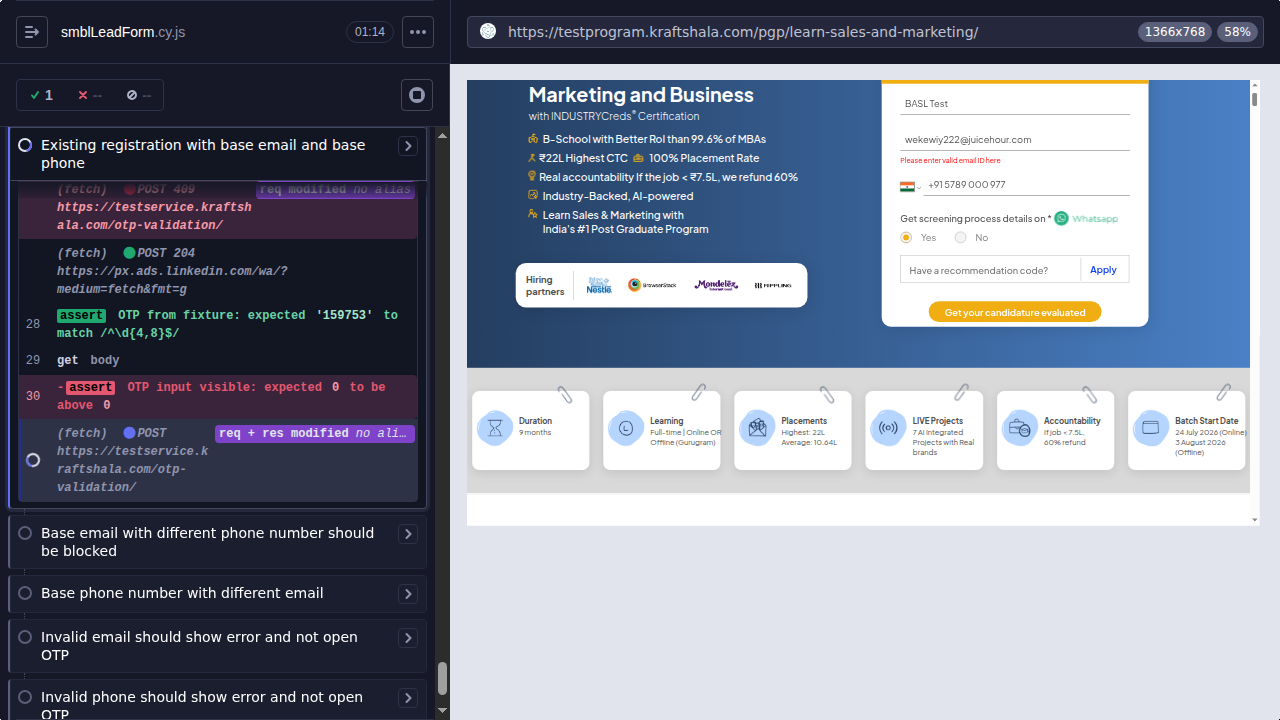 smblLeadForm.cy.js
01:14
1
--
--
Existing registration with base email and base phone
(fetch) POST 409 req modified no alias
https://testservice.kraftsh
ala.com/otp-validation/
(fetch) POST 204
https://px.ads.linkedin.com/wa/?
medium=fetch&fmt=g
28 assert OTP from fixture: expected '159753' to
match /^\d{4,8}$/
29 get body
30 -assert OTP input visible: expected 0 to be
above 0
(fetch) POST req + res modified no ali…
https://testservice.k
raftshala.com/otp-
validation/
Base email with different phone number should
be blocked
Base phone number with different email
Invalid email should show error and not open
OTP
Invalid phone should show error and not open
OTP
https://testprogram.kraftshala.com/pgp/learn-sales-and-marketing/
1366x768
58%
Marketing and Business
with INDUSTRYCreds® Certification
B-School with Better RoI than 99.6% of MBAs
₹22L Highest CTC 100% Placement Rate
Real accountability If the job < ₹7.5L, we refund 60%
Industry-Backed, AI-powered
Learn Sales & Marketing with
India's #1 Post Graduate Program
Hiring
partners
Nestle
BrowserStack
Mondelēz
International
RIPPLING
BASL Test
wekewiy222@juicehour.com
Please enter valid email ID here
+91 5789 000 977
Get screening process details on * Whatsapp
Yes No
Have a recommendation code? Apply
Get your candidature evaluated
Duration
9 months
Learning
Full-time | Online OR
Offline (Gurugram)
Placements
Highest: 22L
Average: 10.64L
LIVE Projects
7 AI Integrated
Projects with Real
brands
Accountability
If job < 7.5L.
60% refund
Batch Start Date
24 July 2026 (Online)
3 August 2026
(Offline)